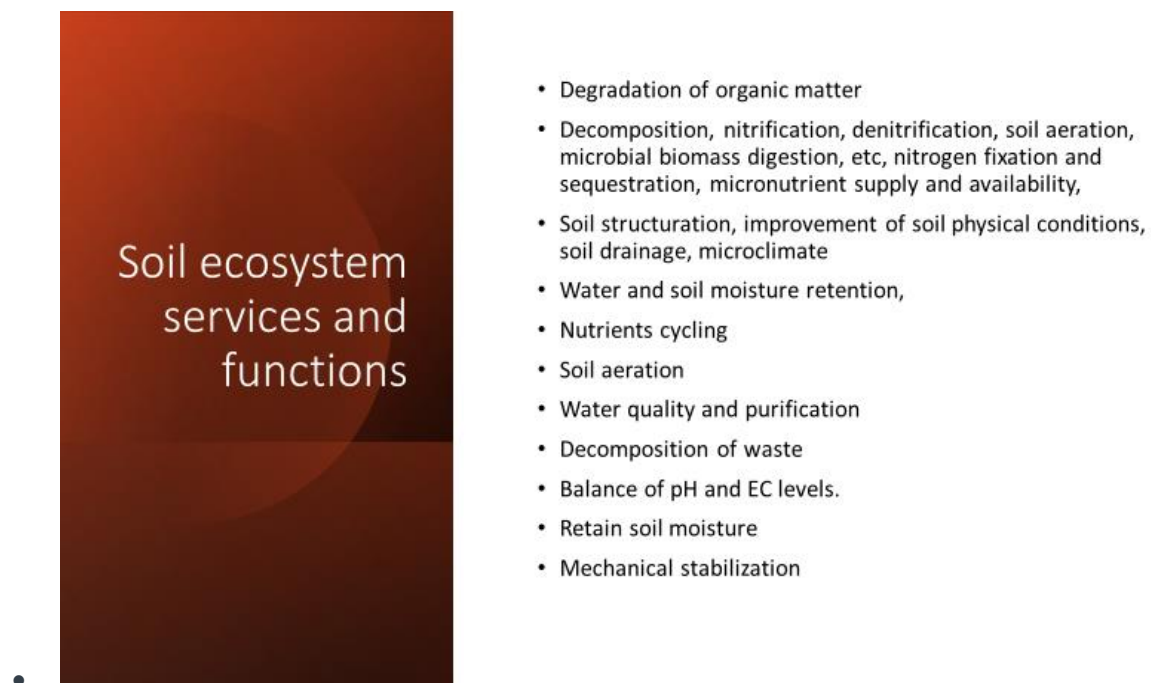 Soil ecosystem
services and
functions
• Degradation of organic matter
• Decomposition, nitrification, denitrification, soil aeration,
microbial biomass digestion, etc, nitrogen fixation and
sequestration, micronutrient supply and availability,
• Soil structuration, improvement of soil physical conditions,
soil drainage, microclimate
• Water and soil moisture retention,
• Nutrients cycling
• Soil aeration
• Water quality and purification
• Decomposition of waste
• Balance of pH and EC levels.
• Retain soil moisture
• Mechanical stabilization